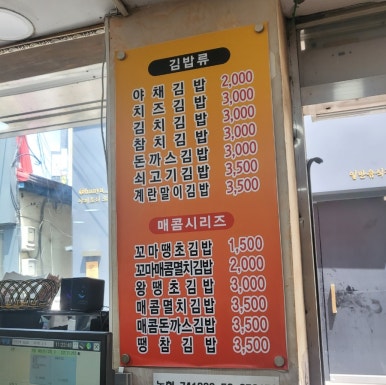 김밥류
야채김밥 2,000
치즈김밥 3,000
김치김밥 3,000
참치김밥 3,000
돈까스김밥 3,000
쇠고기김밥 3,500
계란말이김밥 3,500
매콤시리즈
꼬마땡초김밥 1,500
꼬마매콤멸치김밥 2,000
왕땡초김밥 3,000
매콤멸치김밥 3,500
매콤돈까스김밥 3,500
땡참김밥 3,500